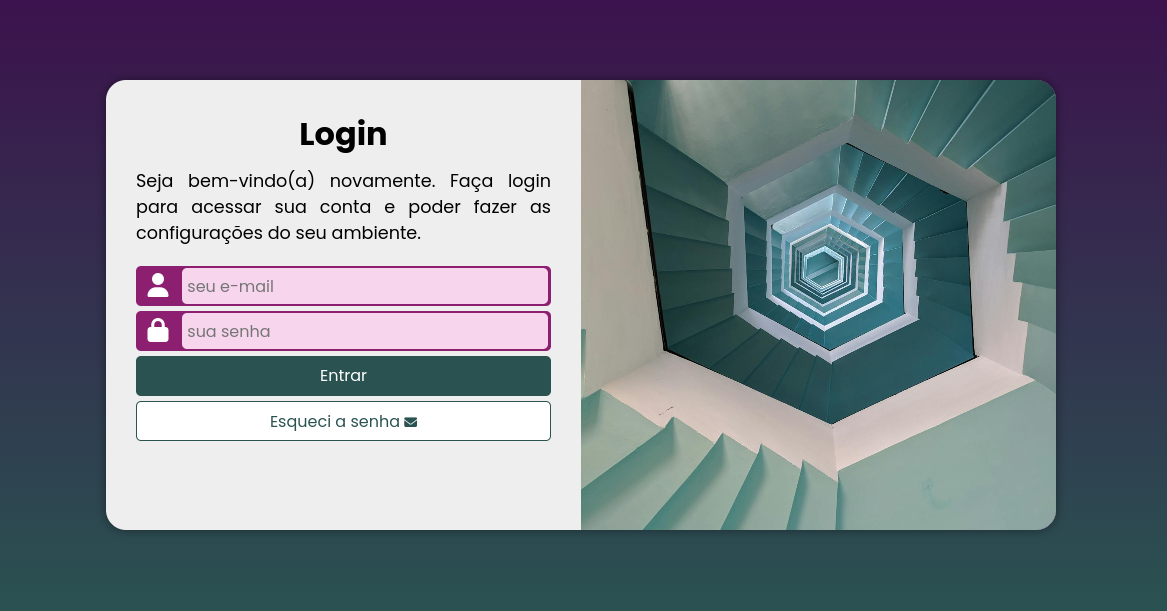 Login
Seja bem-vindo(a) novamente. Faça login
para acessar sua conta e poder fazer as
configurações do seu ambiente.
seu e-mail
sua senha
Entrar
Esqueci a senha